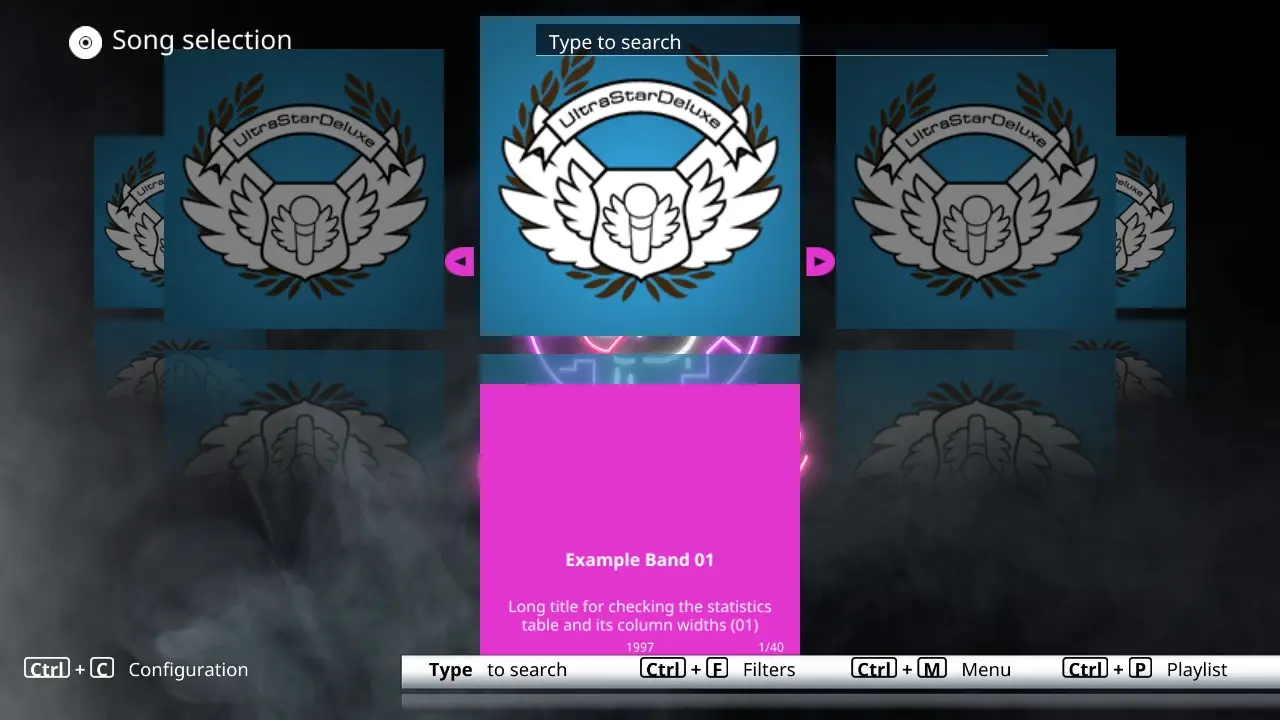 Song selection
Type to search
UltraStarDeluxe
UltraStarDeluxe
UltraStarDeluxe
Example Band 01
Long title for checking the statistics
table and its column widths (01)
1997
1/40
Ctrl + C Configuration
Type to search
Ctrl + F Filters
Ctrl + M Menu
Ctrl + P Playlist